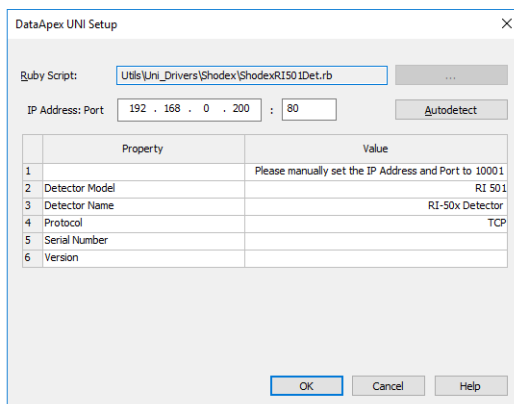 DataApex UNI Setup
Ruby Script: Utils\Uni_Drivers\Shodex\ShodexRI501Det.rb ...
IP Address: Port 192 . 168 . 0 . 200 : 80 Autodetect
Property Value
1 Please manually set the IP Address and Port to 10001
2 Detector Model RI 501
3 Detector Name RI-50x Detector
4 Protocol TCP
5 Serial Number
6 Version
OK Cancel Help